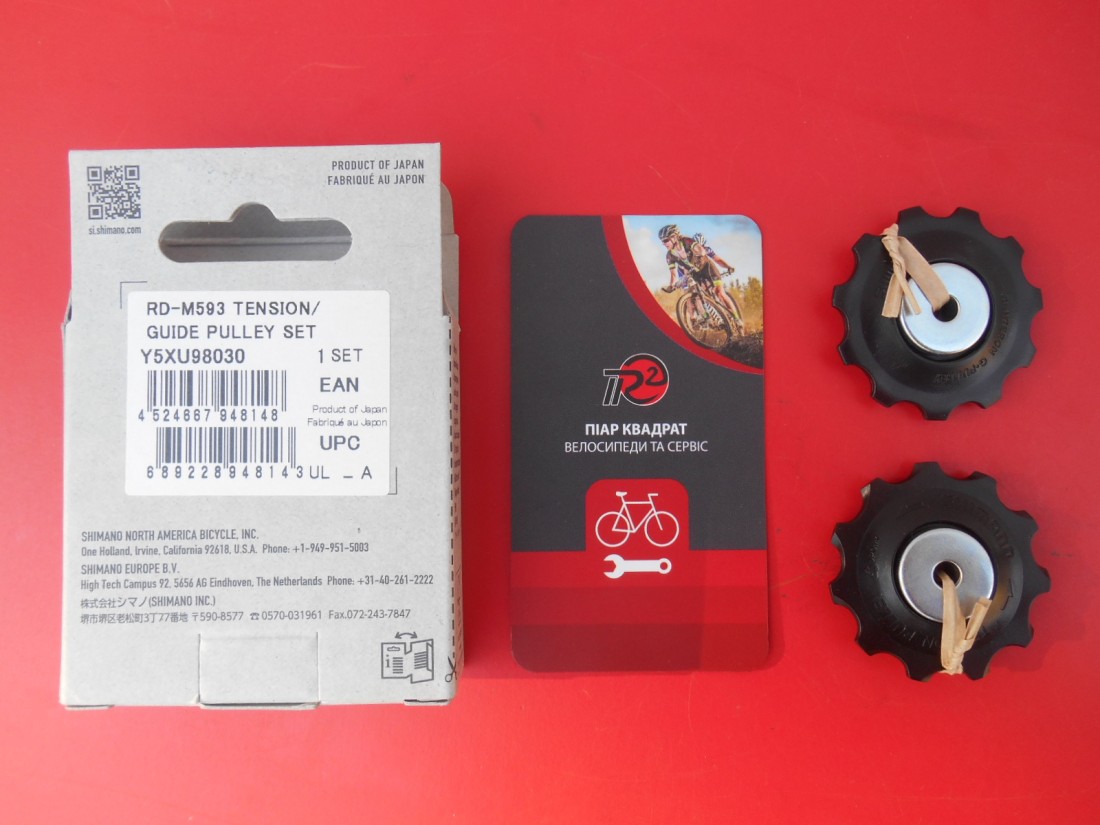 PRODUCT OF JAPAN
FABRIQUÉ AU JAPON
si.shimano.com
RD-M593 TENSION/
GUIDE PULLEY SET
Y5XU98030 1 SET
EAN
4 524667 948148
Product of Japan
Fabriqué au Japon
UPC
6 89228 94814 3 UL _ A
SHIMANO NORTH AMERICA BICYCLE, INC.
One Holland, Irvine, California 92618, U.S.A. Phone: +1-949-951-5003
SHIMANO EUROPE B.V.
High Tech Campus 92, 5656 AG Eindhoven, The Netherlands Phone: +31-40-261-2222
株式会社シマノ(SHIMANO INC.)
堺市堺区老松町3丁77番地 〒590-8577 ☎0570-031961 Fax.072-243-7847
i
ПІАР КВАДРАТ
ВЕЛОСИПЕДИ ТА СЕРВІС